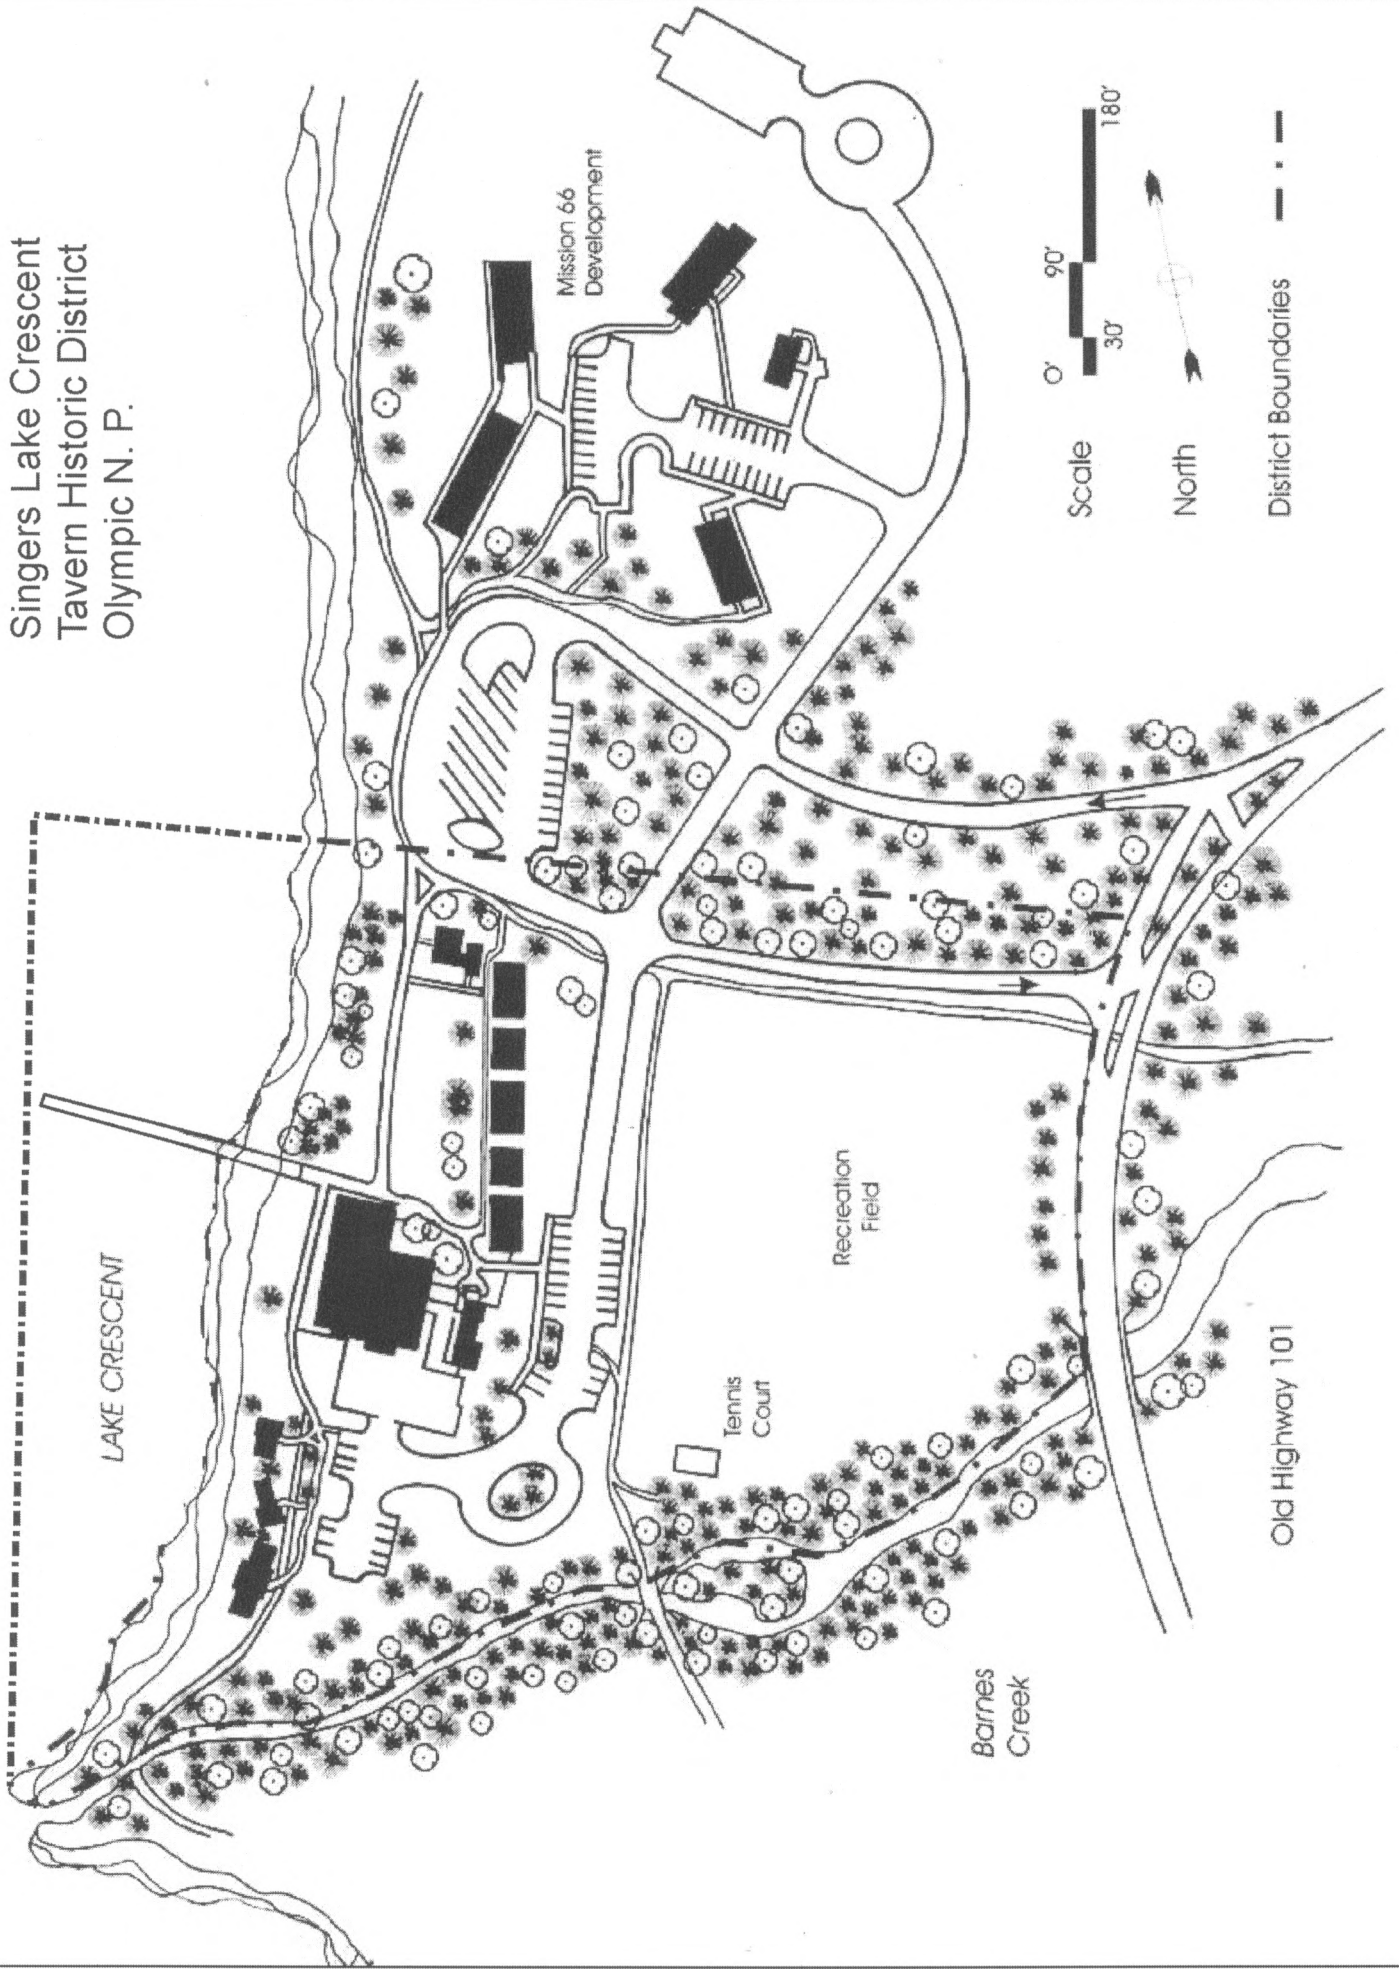 Singers Lake Crescent
Tavern Historic District
Olympic N. P.
LAKE CRESCENT
Mission 66
Development
Recreation
Field
Tennis
Court
Barnes
Creek
Old Highway 101
Scale
0' 30' 90' 180'
North
District Boundaries